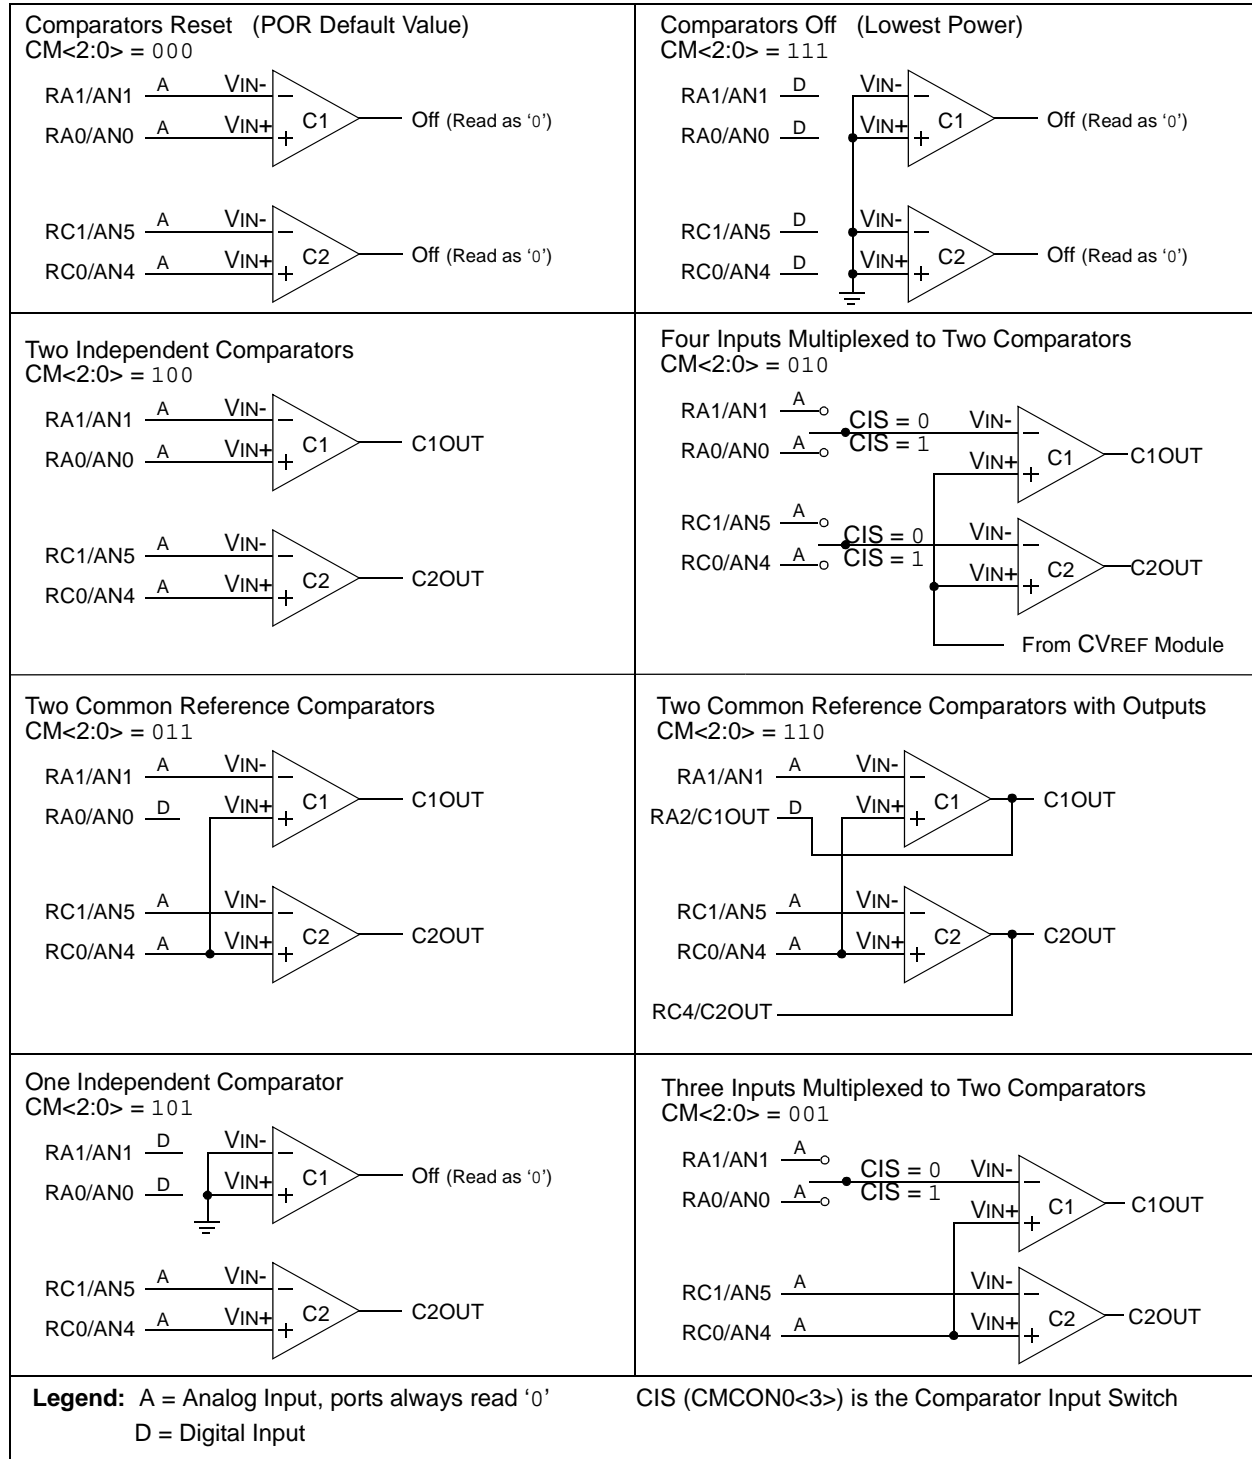 Comparators Reset (POR Default Value)
CM<2:0> = 000
RA1/AN1 A VIN- −
RA0/AN0 A VIN+ + C1 Off (Read as ‘0’)
RC1/AN5 A VIN- −
RC0/AN4 A VIN+ + C2 Off (Read as ‘0’)
Comparators Off (Lowest Power)
CM<2:0> = 111
RA1/AN1 D VIN- −
RA0/AN0 D VIN+ + C1 Off (Read as ‘0’)
RC1/AN5 D VIN- −
RC0/AN4 D VIN+ + C2 Off (Read as ‘0’)
Two Independent Comparators
CM<2:0> = 100
RA1/AN1 A VIN- −
RA0/AN0 A VIN+ + C1 C1OUT
RC1/AN5 A VIN- −
RC0/AN4 A VIN+ + C2 C2OUT
Four Inputs Multiplexed to Two Comparators
CM<2:0> = 010
RA1/AN1 A CIS = 0 VIN- −
RA0/AN0 A CIS = 1 VIN+ + C1 C1OUT
RC1/AN5 A CIS = 0 VIN- −
RC0/AN4 A CIS = 1 VIN+ + C2 C2OUT
From CVREF Module
Two Common Reference Comparators
CM<2:0> = 011
RA1/AN1 A VIN- −
RA0/AN0 D VIN+ + C1 C1OUT
RC1/AN5 A VIN- −
RC0/AN4 A VIN+ + C2 C2OUT
Two Common Reference Comparators with Outputs
CM<2:0> = 110
RA1/AN1 A VIN- −
RA2/C1OUT D VIN+ + C1 C1OUT
RC1/AN5 A VIN- −
RC0/AN4 A VIN+ + C2 C2OUT
RC4/C2OUT
One Independent Comparator
CM<2:0> = 101
RA1/AN1 D VIN- −
RA0/AN0 D VIN+ + C1 Off (Read as ‘0’)
RC1/AN5 A VIN- −
RC0/AN4 A VIN+ + C2 C2OUT
Three Inputs Multiplexed to Two Comparators
CM<2:0> = 001
RA1/AN1 A CIS = 0 VIN- −
RA0/AN0 A CIS = 1 VIN+ + C1 C1OUT
RC1/AN5 A VIN- −
RC0/AN4 A VIN+ + C2 C2OUT
Legend: A = Analog Input, ports always read ‘0’ CIS (CMCON0<3>) is the Comparator Input Switch
D = Digital Input